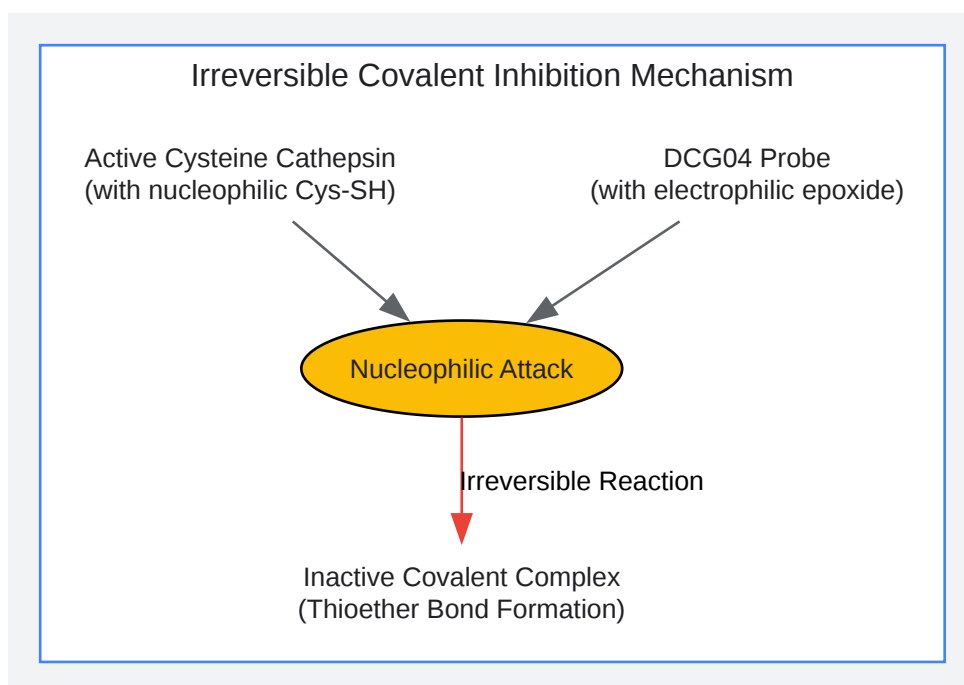 Irreversible Covalent Inhibition Mechanism
Active Cysteine Cathepsin
(with nucleophilic Cys-SH)
DCG04 Probe
(with electrophilic epoxide)
Nucleophilic Attack
Irreversible Reaction
Inactive Covalent Complex
(Thioether Bond Formation)